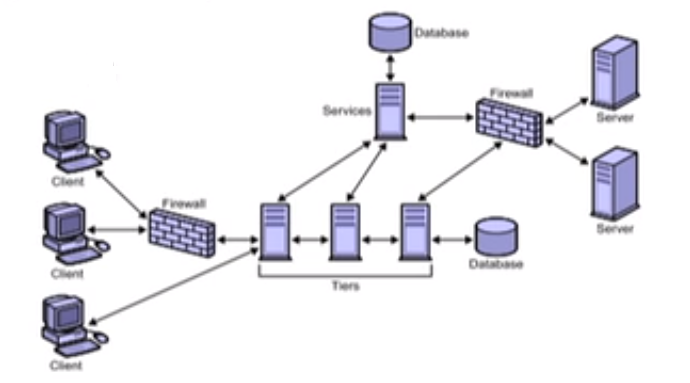 Database
Services
Firewall
Server
Client
Firewall
Server
Client
Database
Tiers
Client